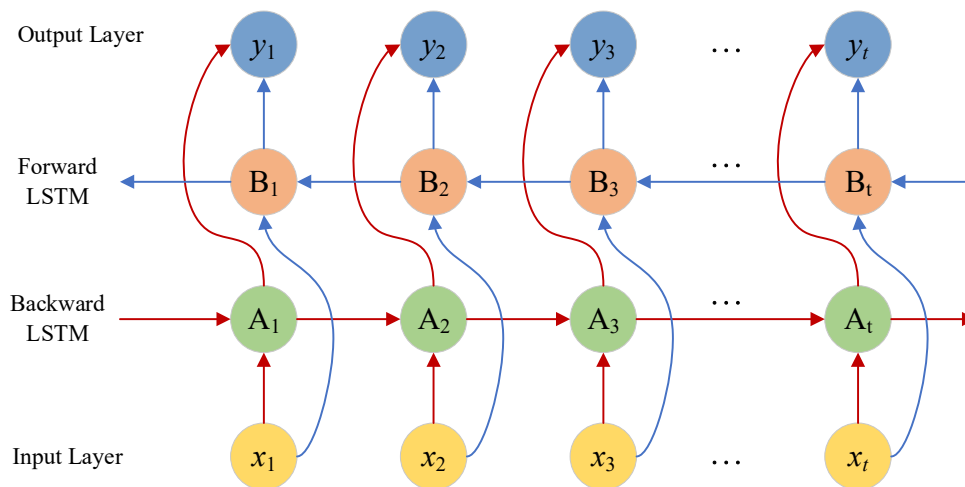 Output Layer y1 y2 y3 … yt
Forward
LSTM
B1 B2 B3 … Bt
Backward
LSTM
A1 A2 A3 … At
Input Layer x1 x2 x3 … xt